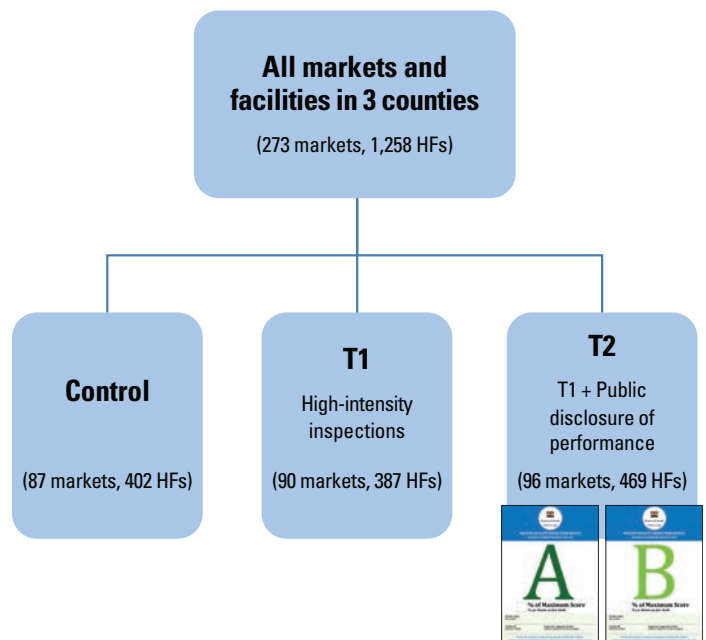 All markets and
facilities in 3 counties
(273 markets, 1,258 HFs)
Control
(87 markets, 402 HFs)
T1
High-intensity
inspections
(90 markets, 387 HFs)
T2
T1 + Public
disclosure of
performance
(96 markets, 469 HFs)
A
% of Maximum Score
B
% of Maximum Score